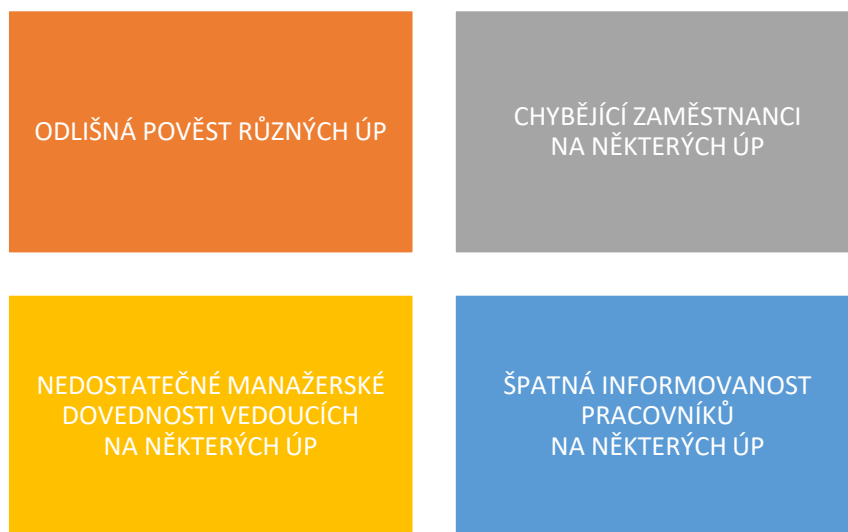 ODLIŠNÁ POVĚST RŮZNÝCH ÚP
CHYBĚJÍCÍ ZAMĚSTNANCI
NA NĚKTERÝCH ÚP
NEDOSTATEČNÉ MANAŽERSKÉ
DOVEDNOSTI VEDOUCÍCH
NA NĚKTERÝCH ÚP
ŠPATNÁ INFORMOVANOST
PRACOVNÍKŮ
NA NĚKTERÝCH ÚP